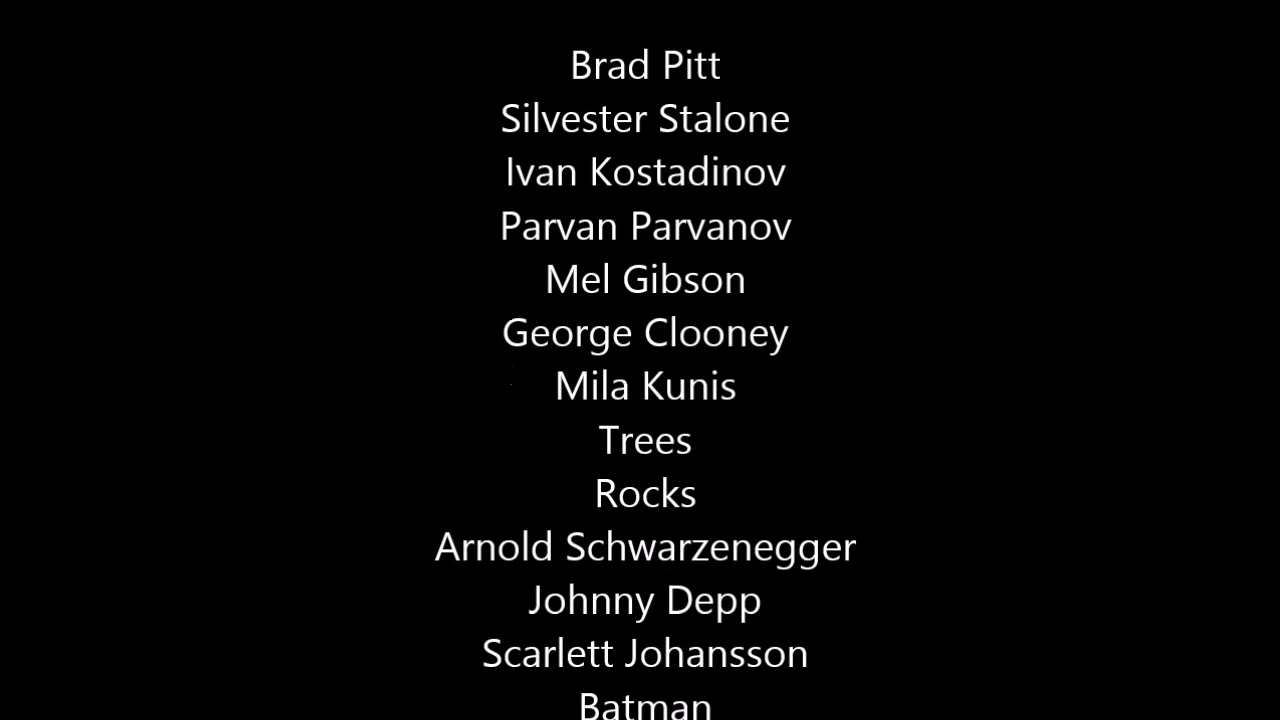 Brad Pitt
Silvester Stalone
Ivan Kostadinov
Parvan Parvanov
Mel Gibson
George Clooney
Mila Kunis
Trees
Rocks
Arnold Schwarzenegger
Johnny Depp
Scarlett Johansson
Batman